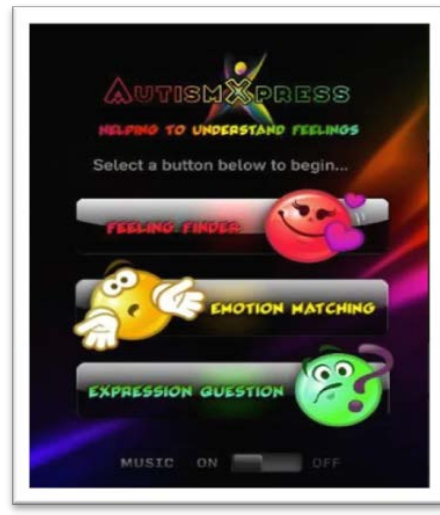 AUTISMXPRESS
HELPING TO UNDERSTAND FEELINGS
Select a button below to begin...
FEELING FINDER
EMOTION MATCHING
EXPRESSION QUESTION
MUSIC ON OFF